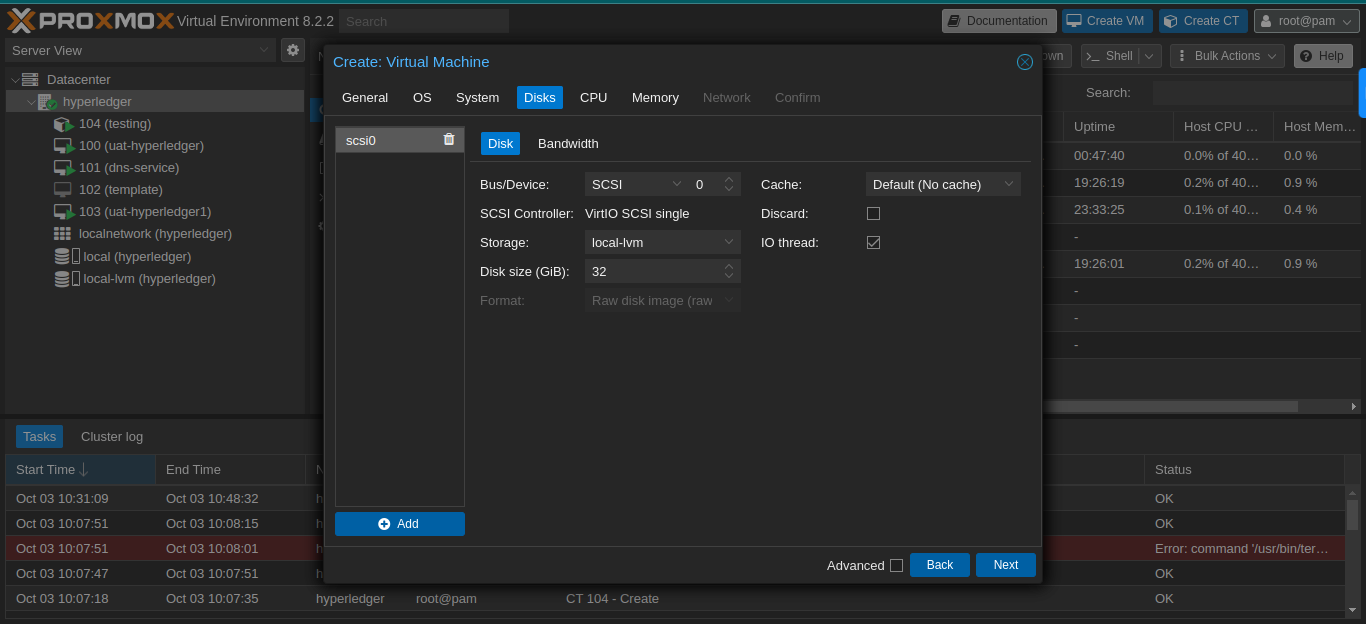 PROXMOX Virtual Environment 8.2.2 Search Documentation Create VM Create CT root@pam
Server View
Shell Bulk Actions Help
Create: Virtual Machine
Datacenter
hyperledger
104 (testing)
100 (uat-hyperledger)
101 (dns-service)
102 (template)
103 (uat-hyperledger1)
localnetwork (hyperledger)
local (hyperledger)
local-lvm (hyperledger)
General OS System Disks CPU Memory Network Confirm
scsi0
Disk Bandwidth
Bus/Device: SCSI 0 Cache: Default (No cache)
SCSI Controller: VirtIO SCSI single Discard:
Storage: local-lvm IO thread:
Disk size (GiB): 32
Format: Raw disk image (raw
Add
Advanced Back Next
Search:
Uptime Host CPU ... Host Mem...
00:47:40 0.0% of 40... 0.0 %
19:26:19 0.2% of 40... 0.9 %
23:33:25 0.1% of 40... 0.4 %
-
19:26:01 0.2% of 40... 0.9 %
-
-
-
Tasks Cluster log
Start Time End Time Status
Oct 03 10:31:09 Oct 03 10:48:32 OK
Oct 03 10:07:51 Oct 03 10:08:15 OK
Oct 03 10:07:51 Oct 03 10:08:01 Error: command '/usr/bin/ter...
Oct 03 10:07:47 Oct 03 10:07:51 OK
Oct 03 10:07:18 Oct 03 10:07:35 hyperledger root@pam CT 104 - Create OK